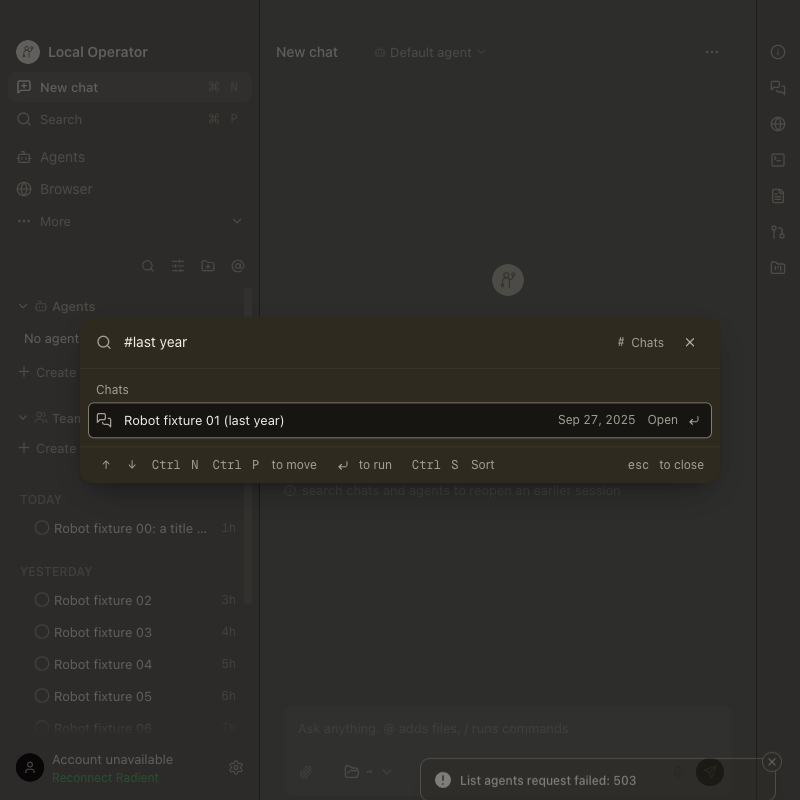 Local Operator
New chat ⌘ N
Search ⌘ P
Agents
Browser
More
Agents
No agent
Create
Team
Create
TODAY
Robot fixture 00: a title ... 1h
YESTERDAY
Robot fixture 02 3h
Robot fixture 03 4h
Robot fixture 04 5h
Robot fixture 05 6h
Robot fixture 06 7h
Account unavailable
Reconnect Radient
New chat Default agent
#last year # Chats
Chats
Robot fixture 01 (last year) Sep 27, 2025 Open
↑ ↓ Ctrl N Ctrl P to move to run Ctrl S Sort esc to close
search chats and agents to reopen an earlier session
Ask anything. @ adds files, / runs commands
~
List agents request failed: 503